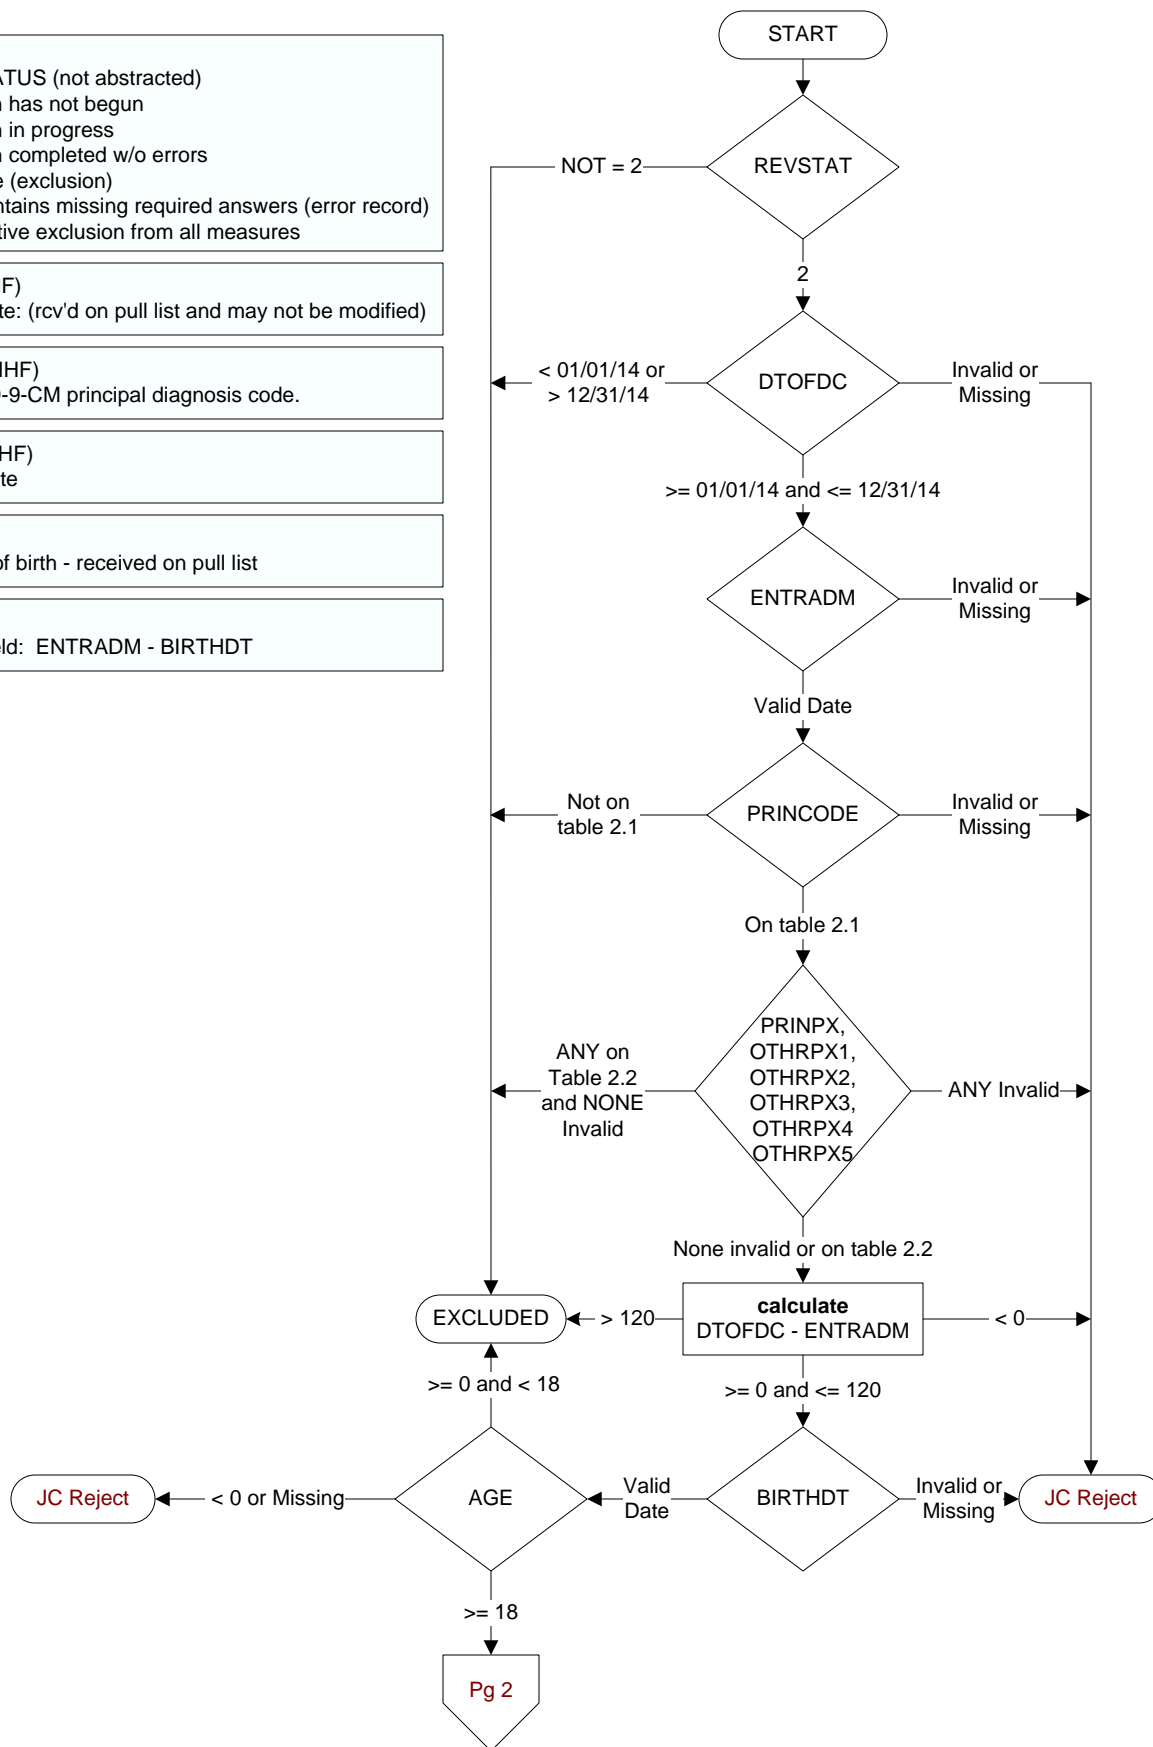 START
ATUS (not abstracted)
n has not begun
n in progress
n completed w/o errors
e (exclusion)
ntains missing required answers (error record)
tive exclusion from all measures
F)
te: (rcv'd on pull list and may not be modified)
HF)
-9-CM principal diagnosis code.
HF)
te
of birth - received on pull list
eld:  ENTRADM - BIRTHDT
NOT = 2
REVSTAT
2
< 01/01/14 or
> 12/31/14
DTOFDC
Invalid or
Missing
>= 01/01/14 and <= 12/31/14
ENTRADM
Invalid or
Missing
Valid Date
Not on
table 2.1
PRINCODE
Invalid or
Missing
On table 2.1
ANY on
Table 2.2
and NONE
Invalid
PRINPX,
OTHRPX1,
OTHRPX2,
OTHRPX3,
OTHRPX4
OTHRPX5
ANY Invalid
None invalid or on table 2.2
EXCLUDED
> 120
calculate
DTOFDC - ENTRADM
< 0
>= 0 and < 18
>= 0 and <= 120
JC Reject
< 0 or Missing
AGE
Valid
Date
BIRTHDT
Invalid or
Missing
JC Reject
>= 18
Pg 2